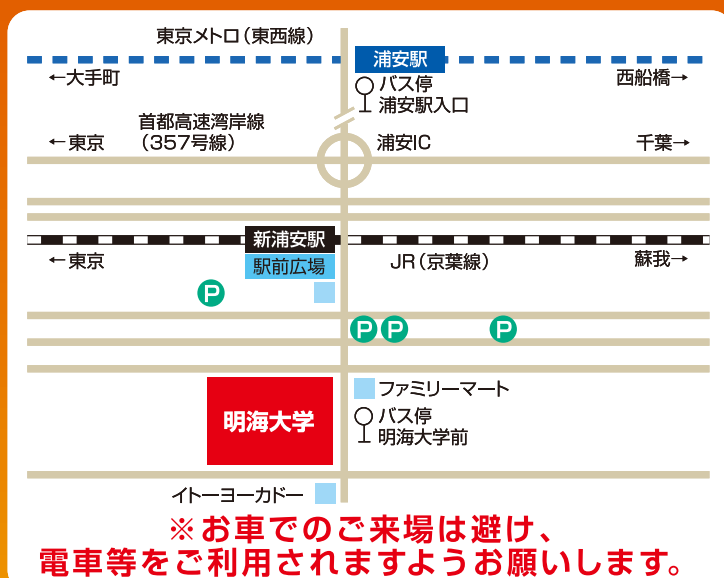 東京メトロ（東西線）
浦安駅
←大手町
西船橋→
バス停
浦安駅入口
首都高速湾岸線
（357号線）
←東京
浦安IC
千葉→
新浦安駅
駅前広場
←東京
JR（京葉線）
蘇我→
P
P P
P
ファミリーマート
明海大学
バス停
明海大学前
イトーヨーカドー
※お車でのご来場は避け、
電車等をご利用されますようお願いします。